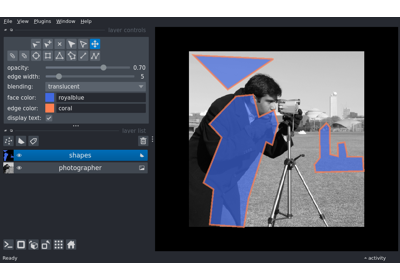 File View Plugins Window Help
layer controls
opacity: 0.70
edge width: 5
blending: translucent
face color: royalblue
edge color: coral
display text:
layer list
shapes
photographer
Ready
activity